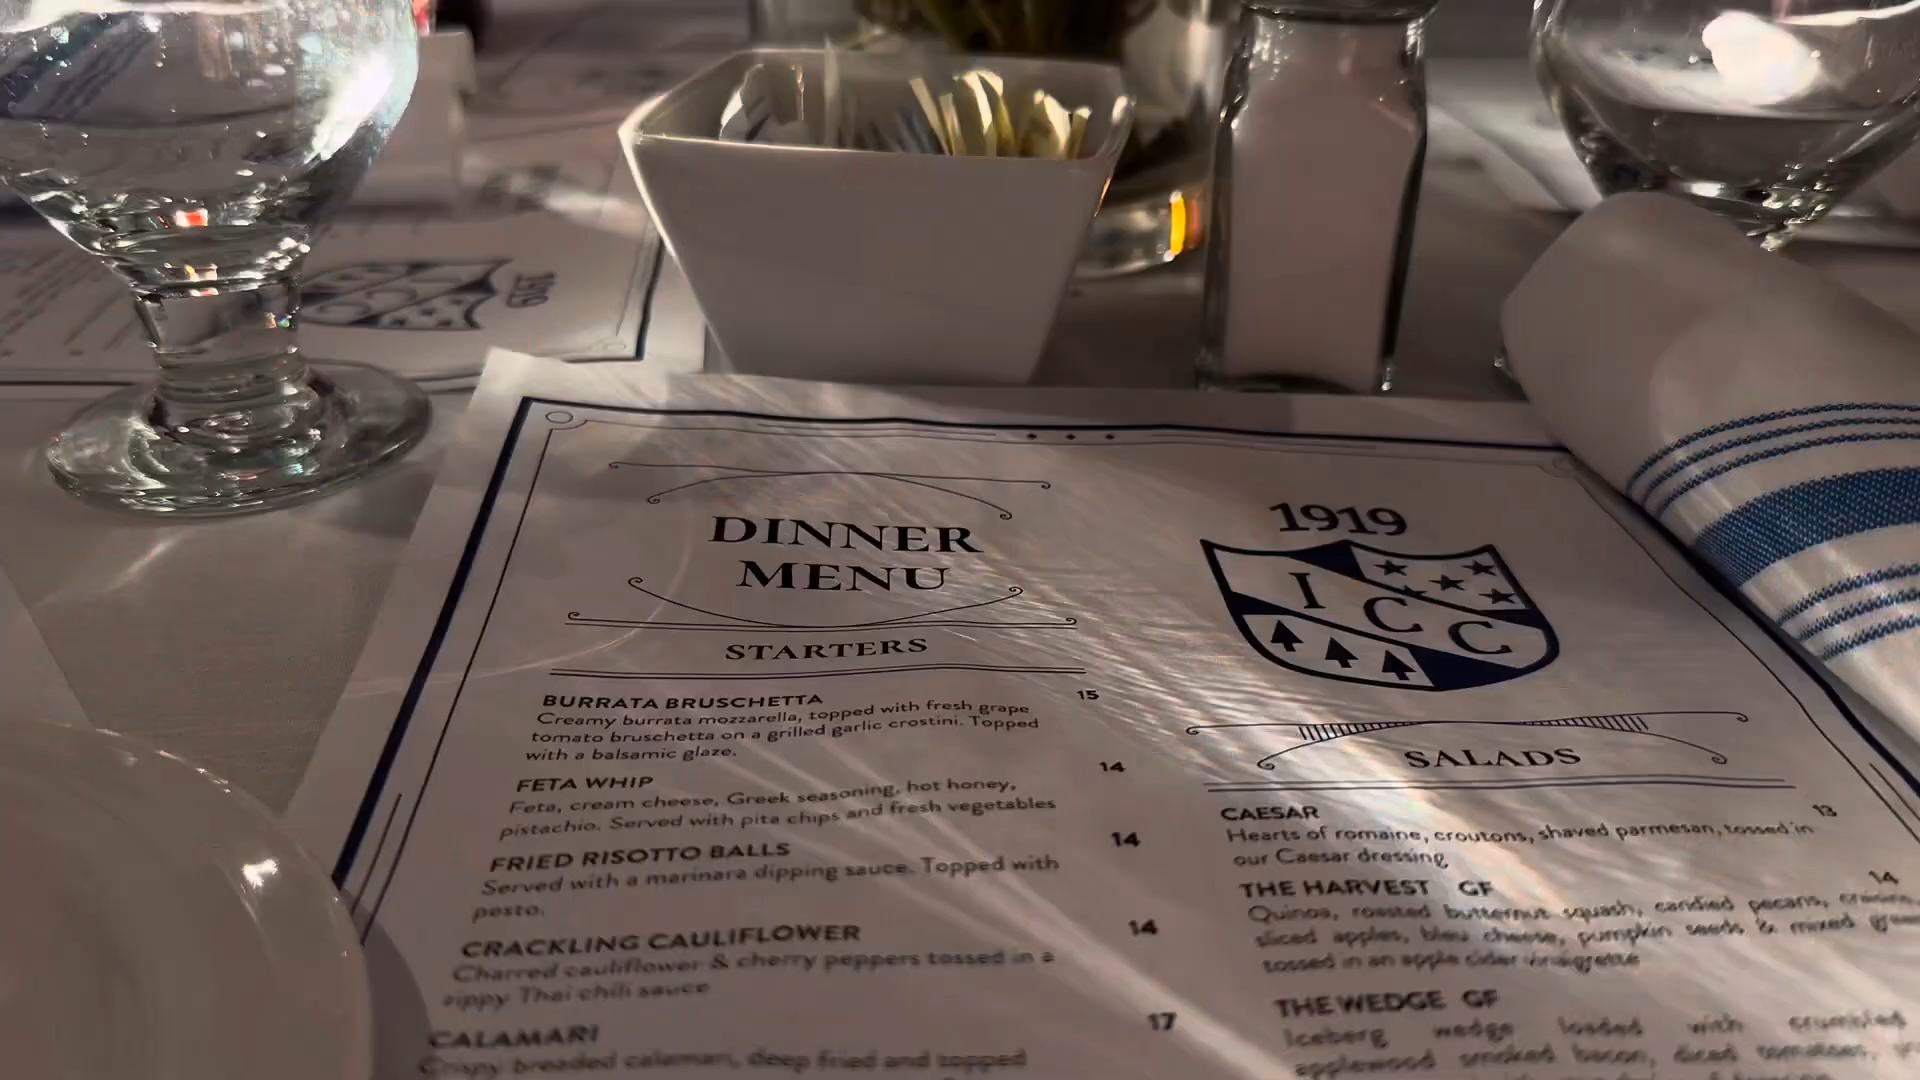 DINNER
MENU
STARTERS
BURRATA BRUSCHETTA 15
Creamy burrata mozzarella, topped with fresh grape
tomato bruschetta on a grilled garlic crostini. Topped
with a balsamic glaze.
FETA WHIP 14
Feta, cream cheese, Greek seasoning, hot honey,
pistachio. Served with pita chips and fresh vegetables
FRIED RISOTTO BALLS 14
Served with a marinara dipping sauce. Topped with
pesto.
CRACKLING CAULIFLOWER 14
Charred cauliflower & cherry peppers tossed in a
zippy Thai chili sauce
CALAMARI 17
Crispy breaded calamari, deep fried and topped
1919
I C C
SALADS
CAESAR 13
Hearts of romaine, croutons, shaved parmesan, tossed in
our Caesar dressing
THE HARVEST GF 14
Quinoa, roasted butternut squash, candied pecans,
sliced apples, bleu cheese, pumpkin seeds & mixed
tossed in an apple cider vinaigrette
THE WEDGE GF
Iceberg wedge loaded with crumbled
applewood smoked bacon, diced tomatoes,
1919